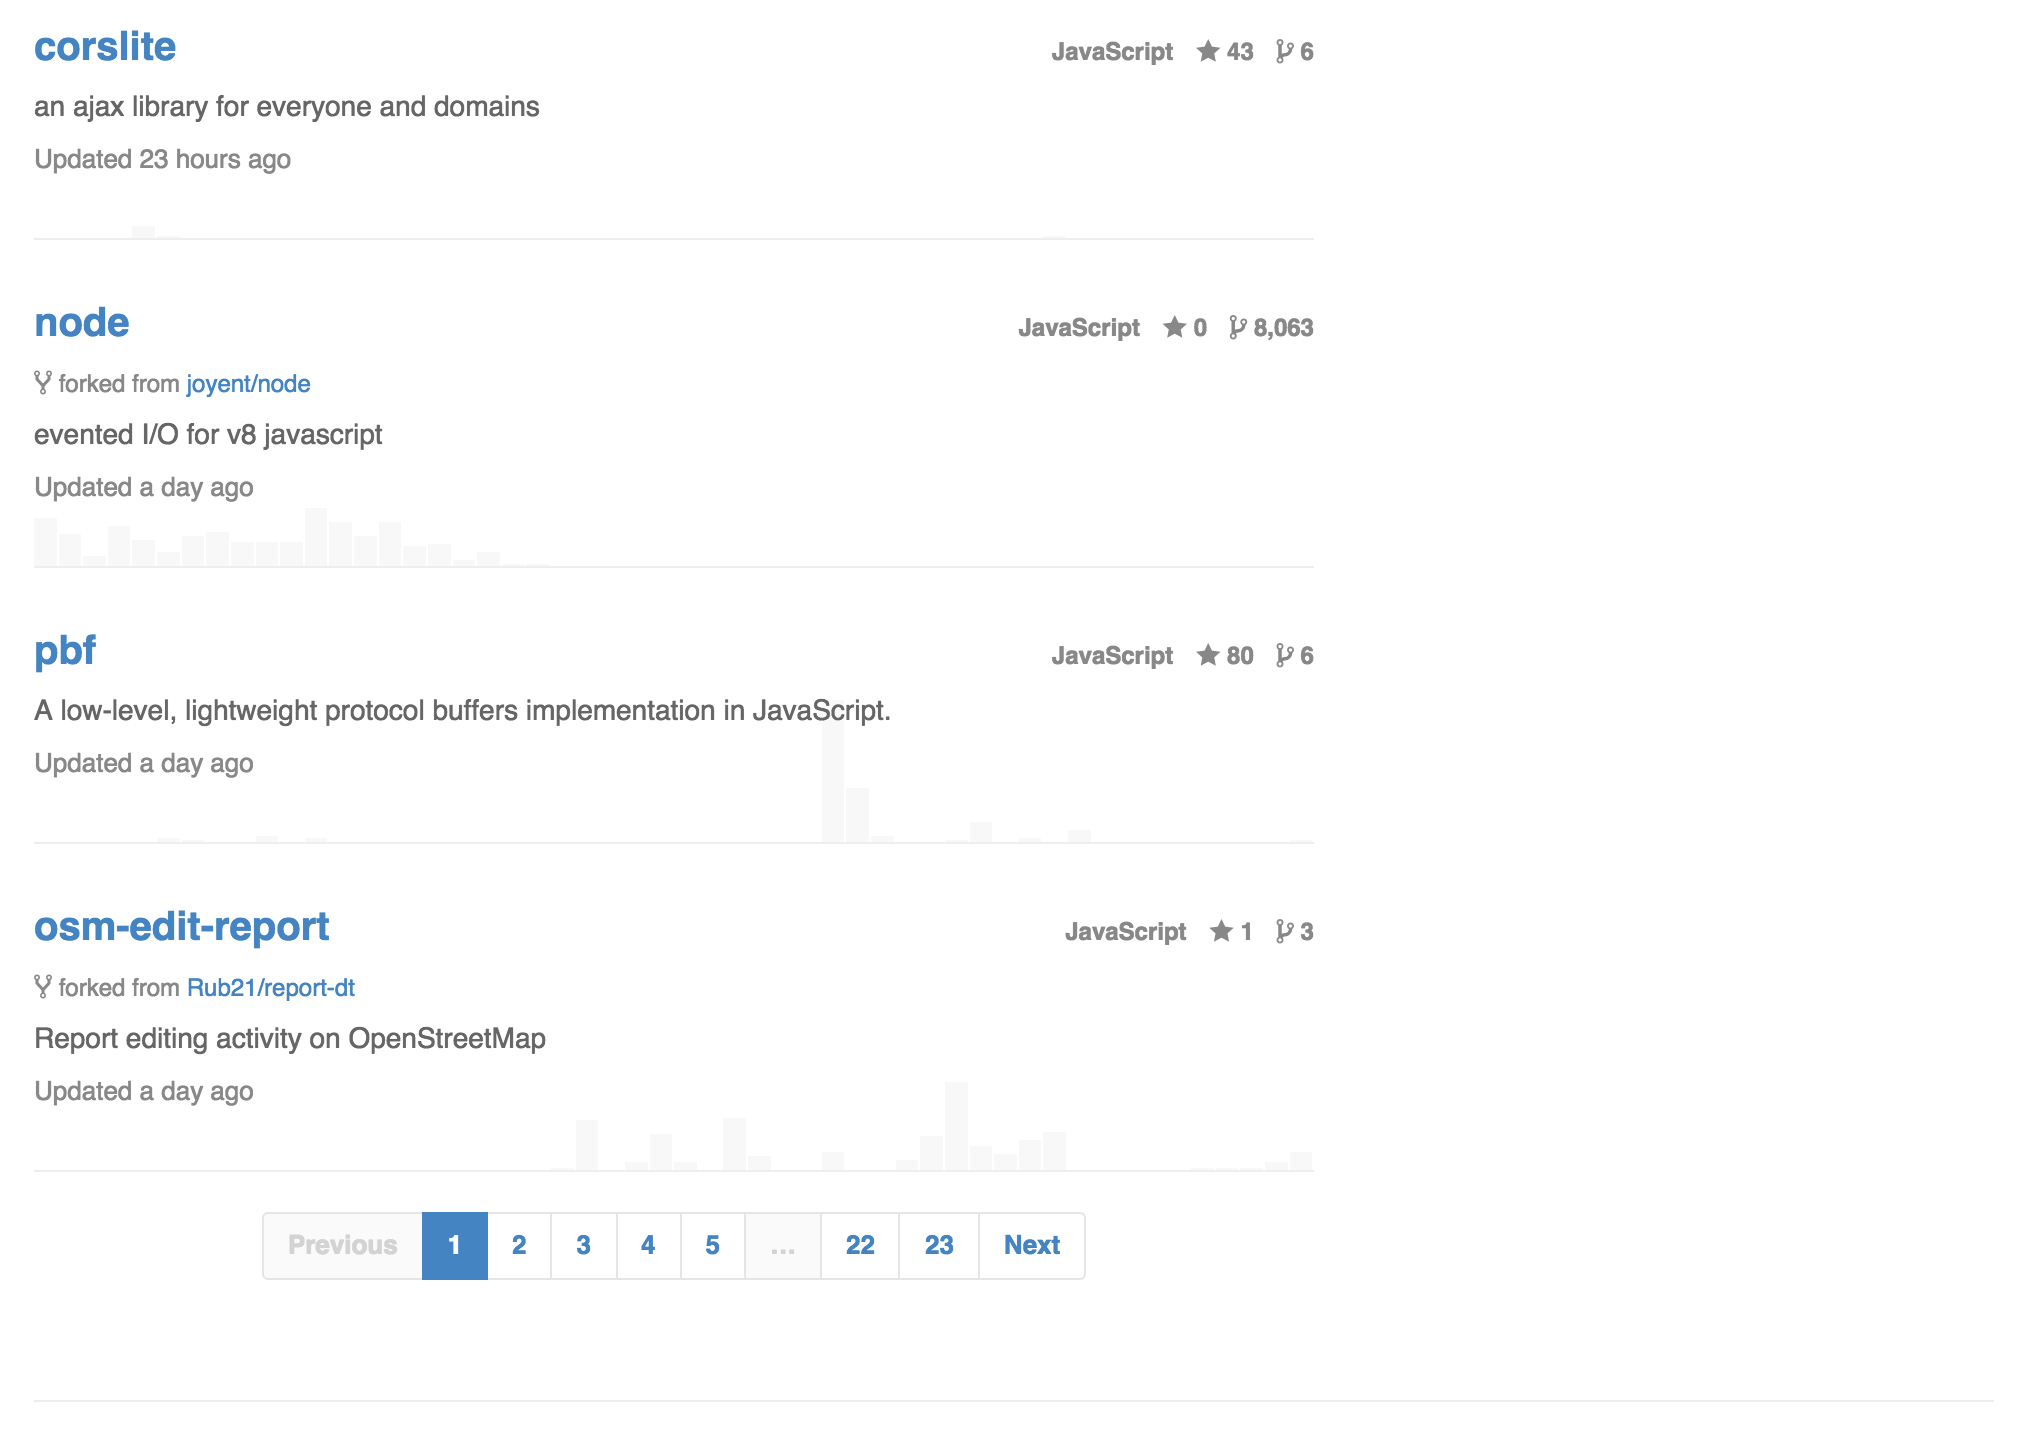 corslite JavaScript 43 6
an ajax library for everyone and domains
Updated 23 hours ago
node JavaScript 0 8,063
forked from joyent/node
evented I/O for v8 javascript
Updated a day ago
pbf JavaScript 80 6
A low-level, lightweight protocol buffers implementation in JavaScript.
Updated a day ago
osm-edit-report JavaScript 1 3
forked from Rub21/report-dt
Report editing activity on OpenStreetMap
Updated a day ago
Previous 1 2 3 4 5 ... 22 23 Next